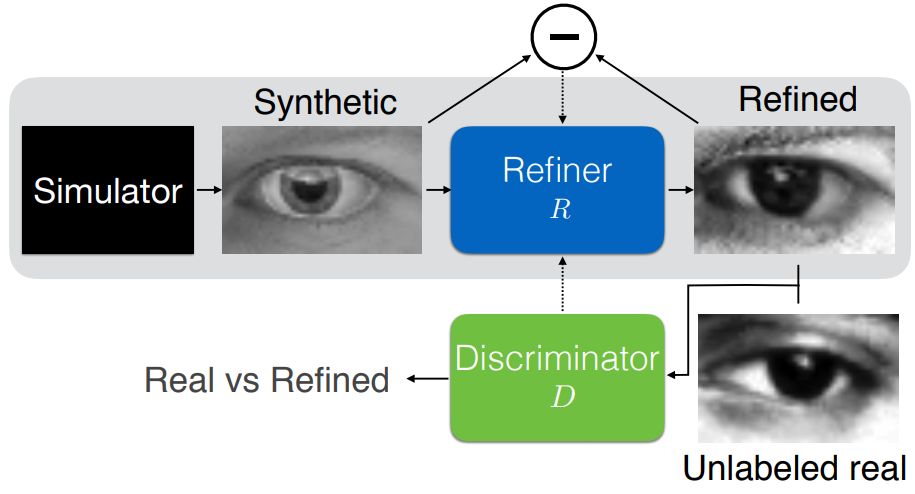 −
Synthetic
Refined
Simulator
Refiner
R
Discriminator
D
Real vs Refined
Unlabeled real